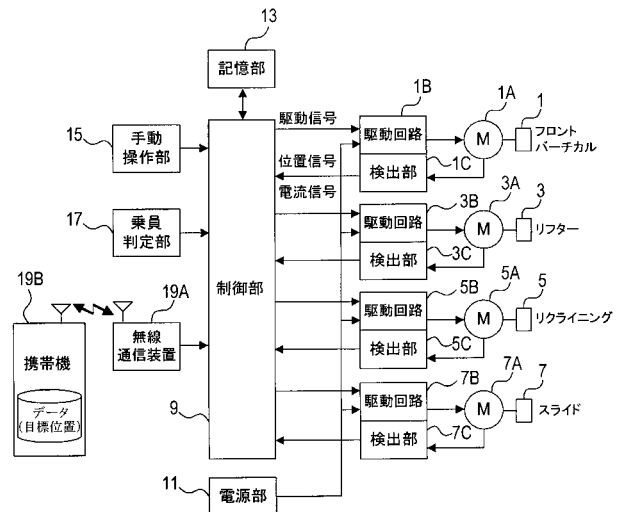 13
記憶部
15
手動
操作部
17
乗員
判定部
19B
19A
携帯機
無線
通信装置
データ
(目標位置)
制御部
9
11
電源部
駆動信号
位置信号
電流信号
1B
駆動回路
検出部
1C
1A
M
1
フロント
バーチカル
3B
駆動回路
検出部
3C
3A
M
3
リフター
5B
駆動回路
検出部
5C
5A
M
5
リクライニング
7B
駆動回路
検出部
7C
7A
M
7
スライド